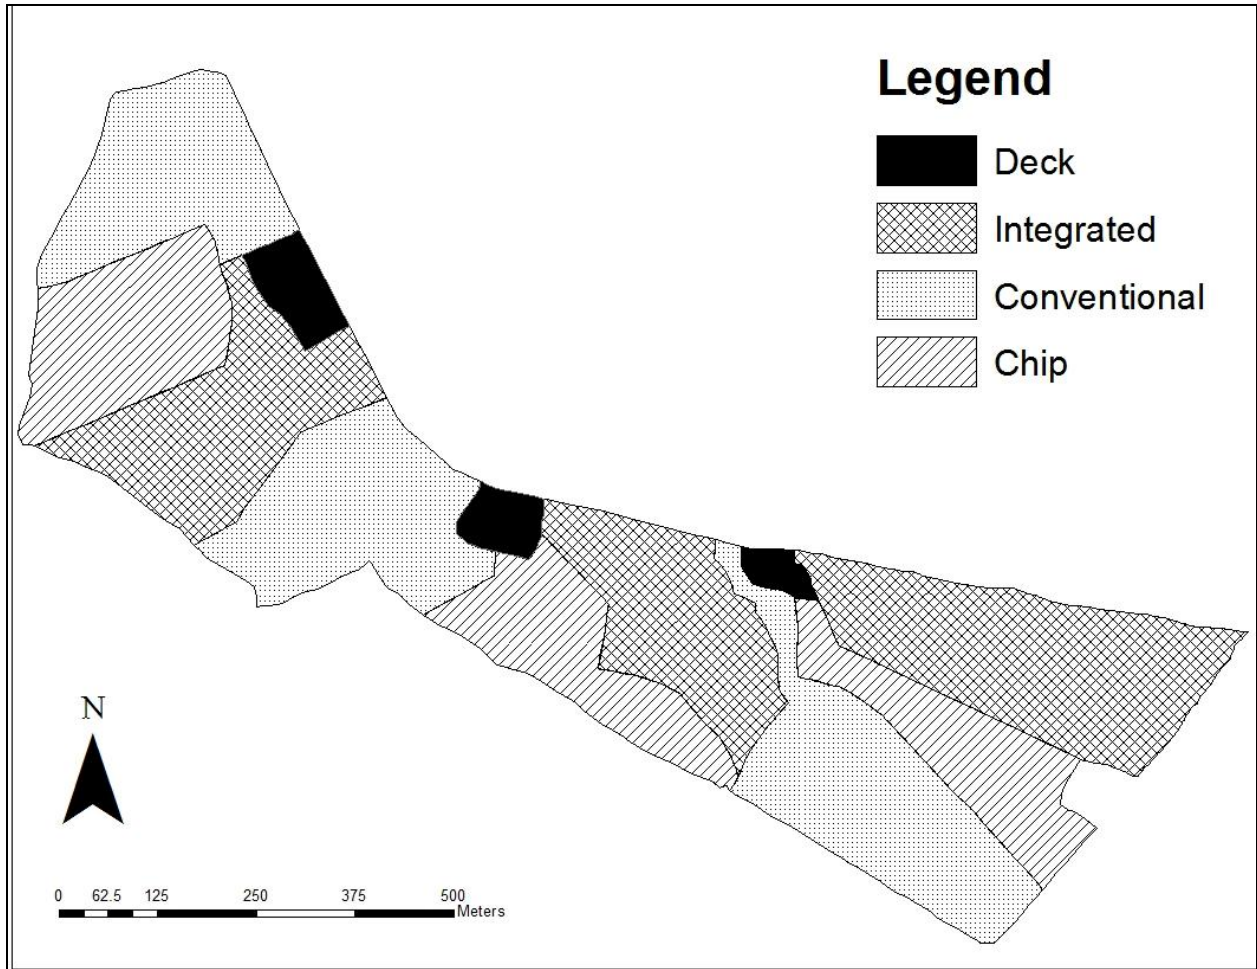 Legend
Deck
Integrated
Conventional
Chip
N
0 62.5 125 250 375 500
Meters